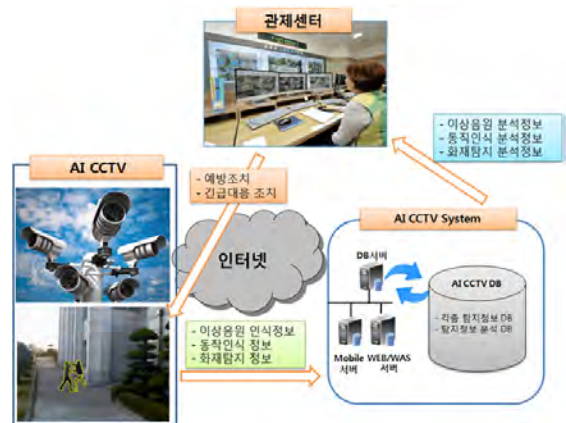 관제센터
- 이상음원 분석정보
- 동작인식 분석정보
- 화재탐지 분석정보
AI CCTV
- 예방조치
- 긴급대응 조치
인터넷
AI CCTV System
DB서버
AI CCTV DB
- 각종 탐지정보 DB
- 탐지정보 분석 DB
Mobile 서버
WEB/WAS 서버
- 이상음원 인식정보
- 동작인식 정보
- 화재탐지 정보